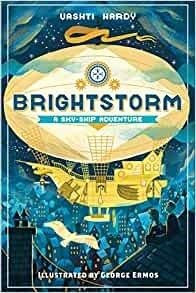 VASHTI HARDY
BRIGHTSTORM
A SKY-SHIP ADVENTURE
ILLUSTRATED BY GEORGE ERMOS